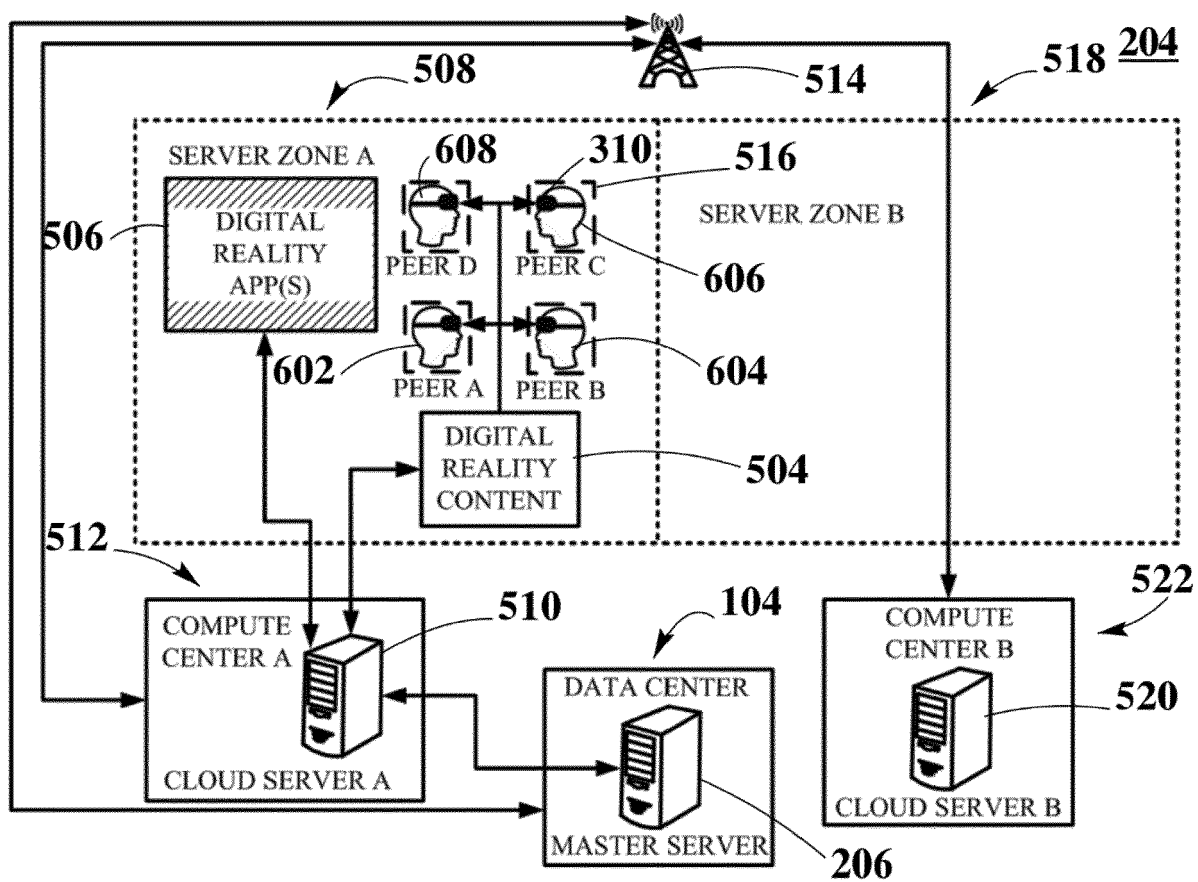 204
514
518
508
SERVER ZONE A
608
310
516
506
DIGITAL
REALITY
APP(S)
SERVER ZONE B
PEER D
PEER C
606
602
604
PEER A
PEER B
DIGITAL
REALITY
CONTENT
504
512
510
104
522
COMPUTE
CENTER A
COMPUTE
CENTER B
DATA CENTER
520
CLOUD SERVER A
CLOUD SERVER B
MASTER SERVER
206